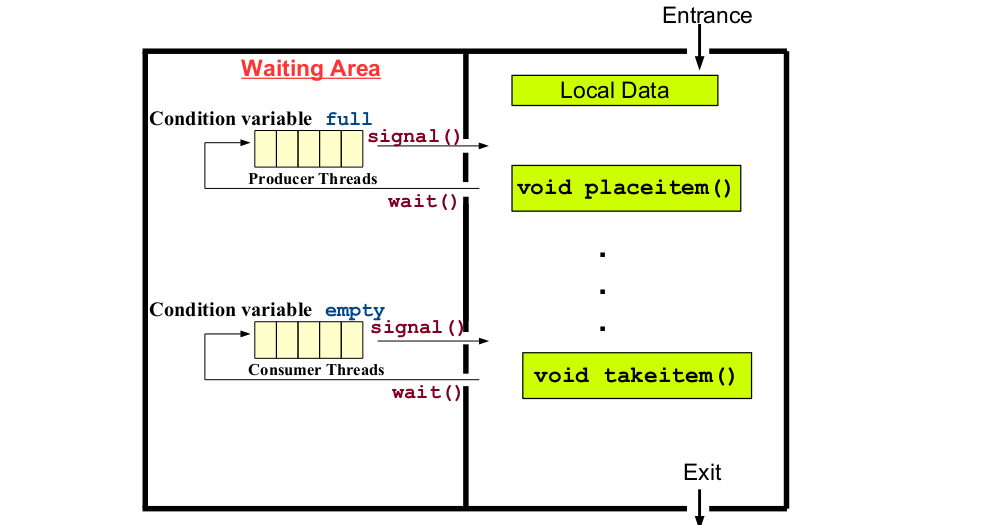 Entrance
Waiting Area
Local Data
Condition variable full
signal()
Producer Threads
void placeitem()
wait()
.
.
.
Condition variable empty
signal()
Consumer Threads
void takeitem()
wait()
Exit